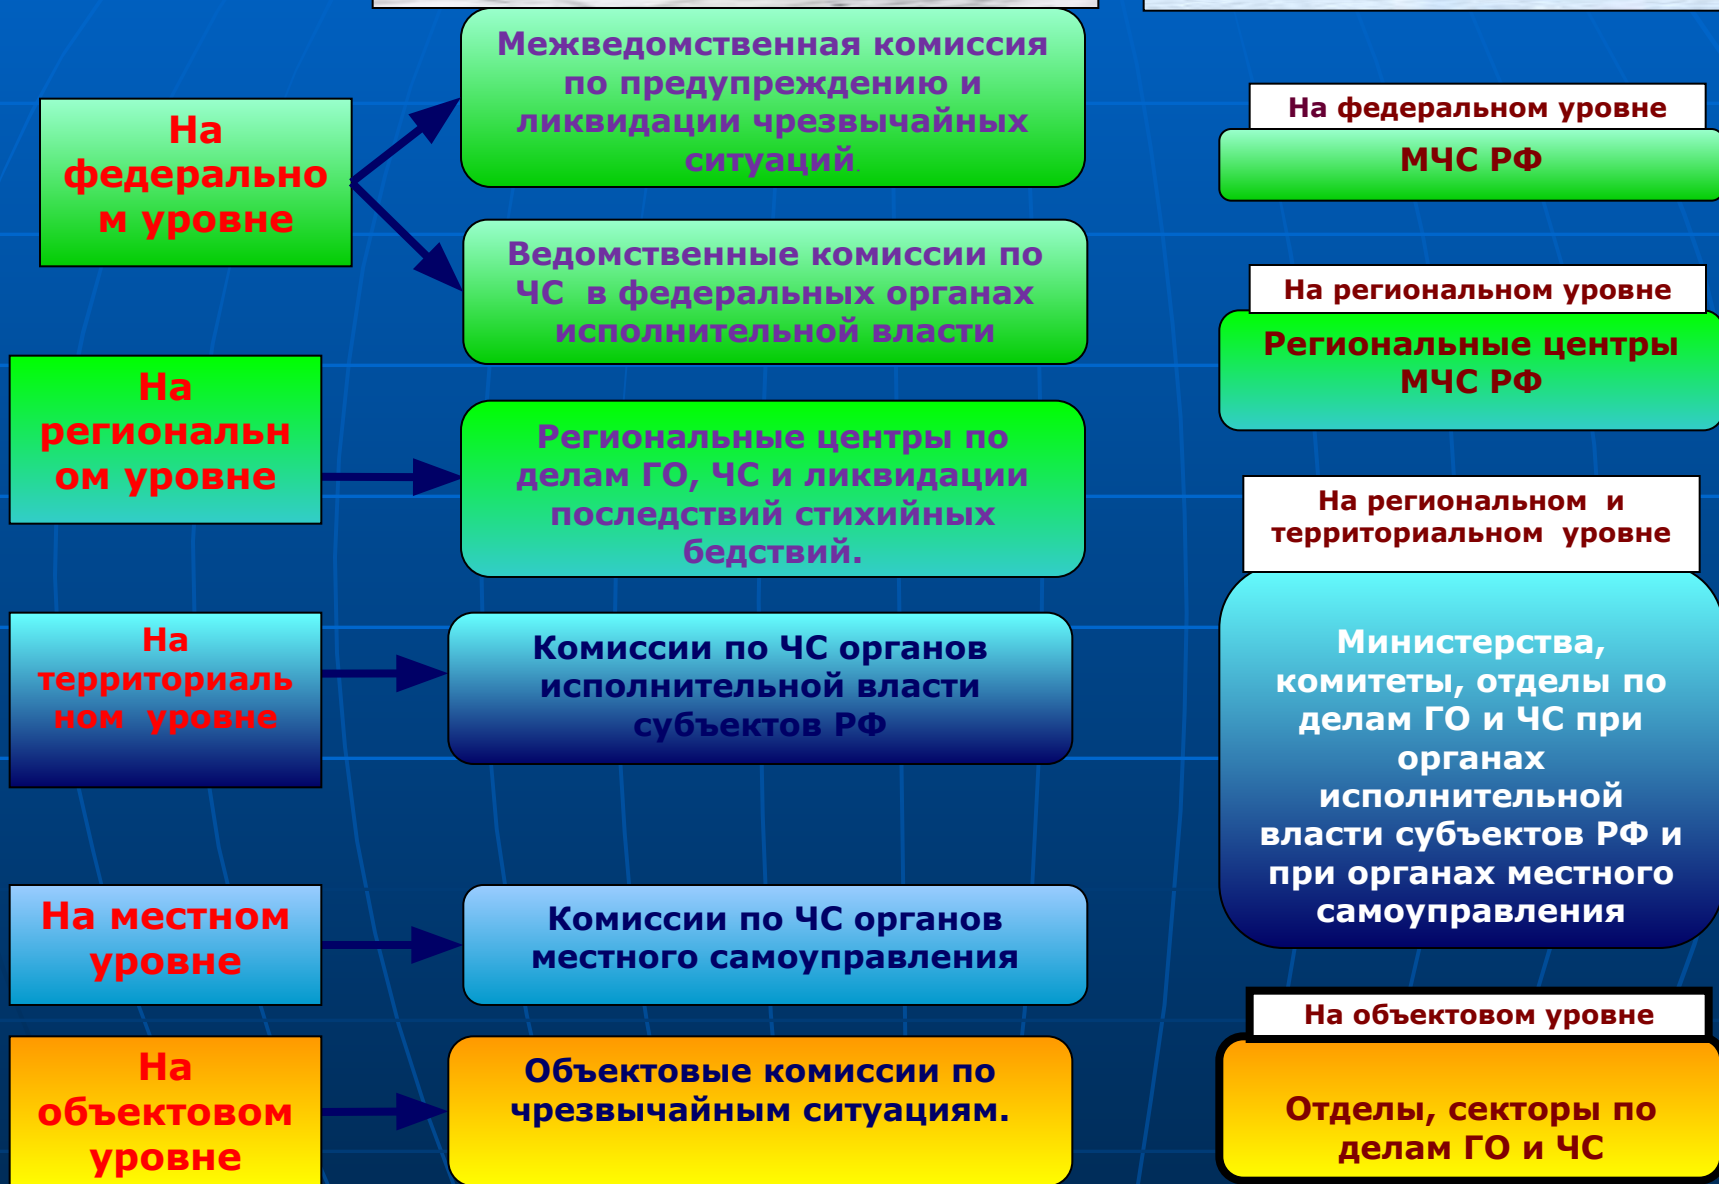 На
федерально
м уровне
Межведомственная комиссия
по предупреждению и
ликвидации чрезвычайных
ситуаций.
Ведомственные комиссии по
ЧС в федеральных органах
исполнительной власти
На
региональн
ом уровне
Региональные центры по
делам ГО, ЧС и ликвидации
последствий стихийных
бедствий.
На
территориаль
ном уровне
Комиссии по ЧС органов
исполнительной власти
субъектов РФ
На местном
уровне
Комиссии по ЧС органов
местного самоуправления
На
объектовом
уровне
Объектовые комиссии по
чрезвычайным ситуациям.
На федеральном уровне
МЧС РФ
На региональном уровне
Региональные центры
МЧС РФ
На региональном и
территориальном уровне
Министерства,
комитеты, отделы по
делам ГО и ЧС при
органах
исполнительной
власти субъектов РФ и
при органах местного
самоуправления
На объектовом уровне
Отделы, секторы по
делам ГО и ЧС